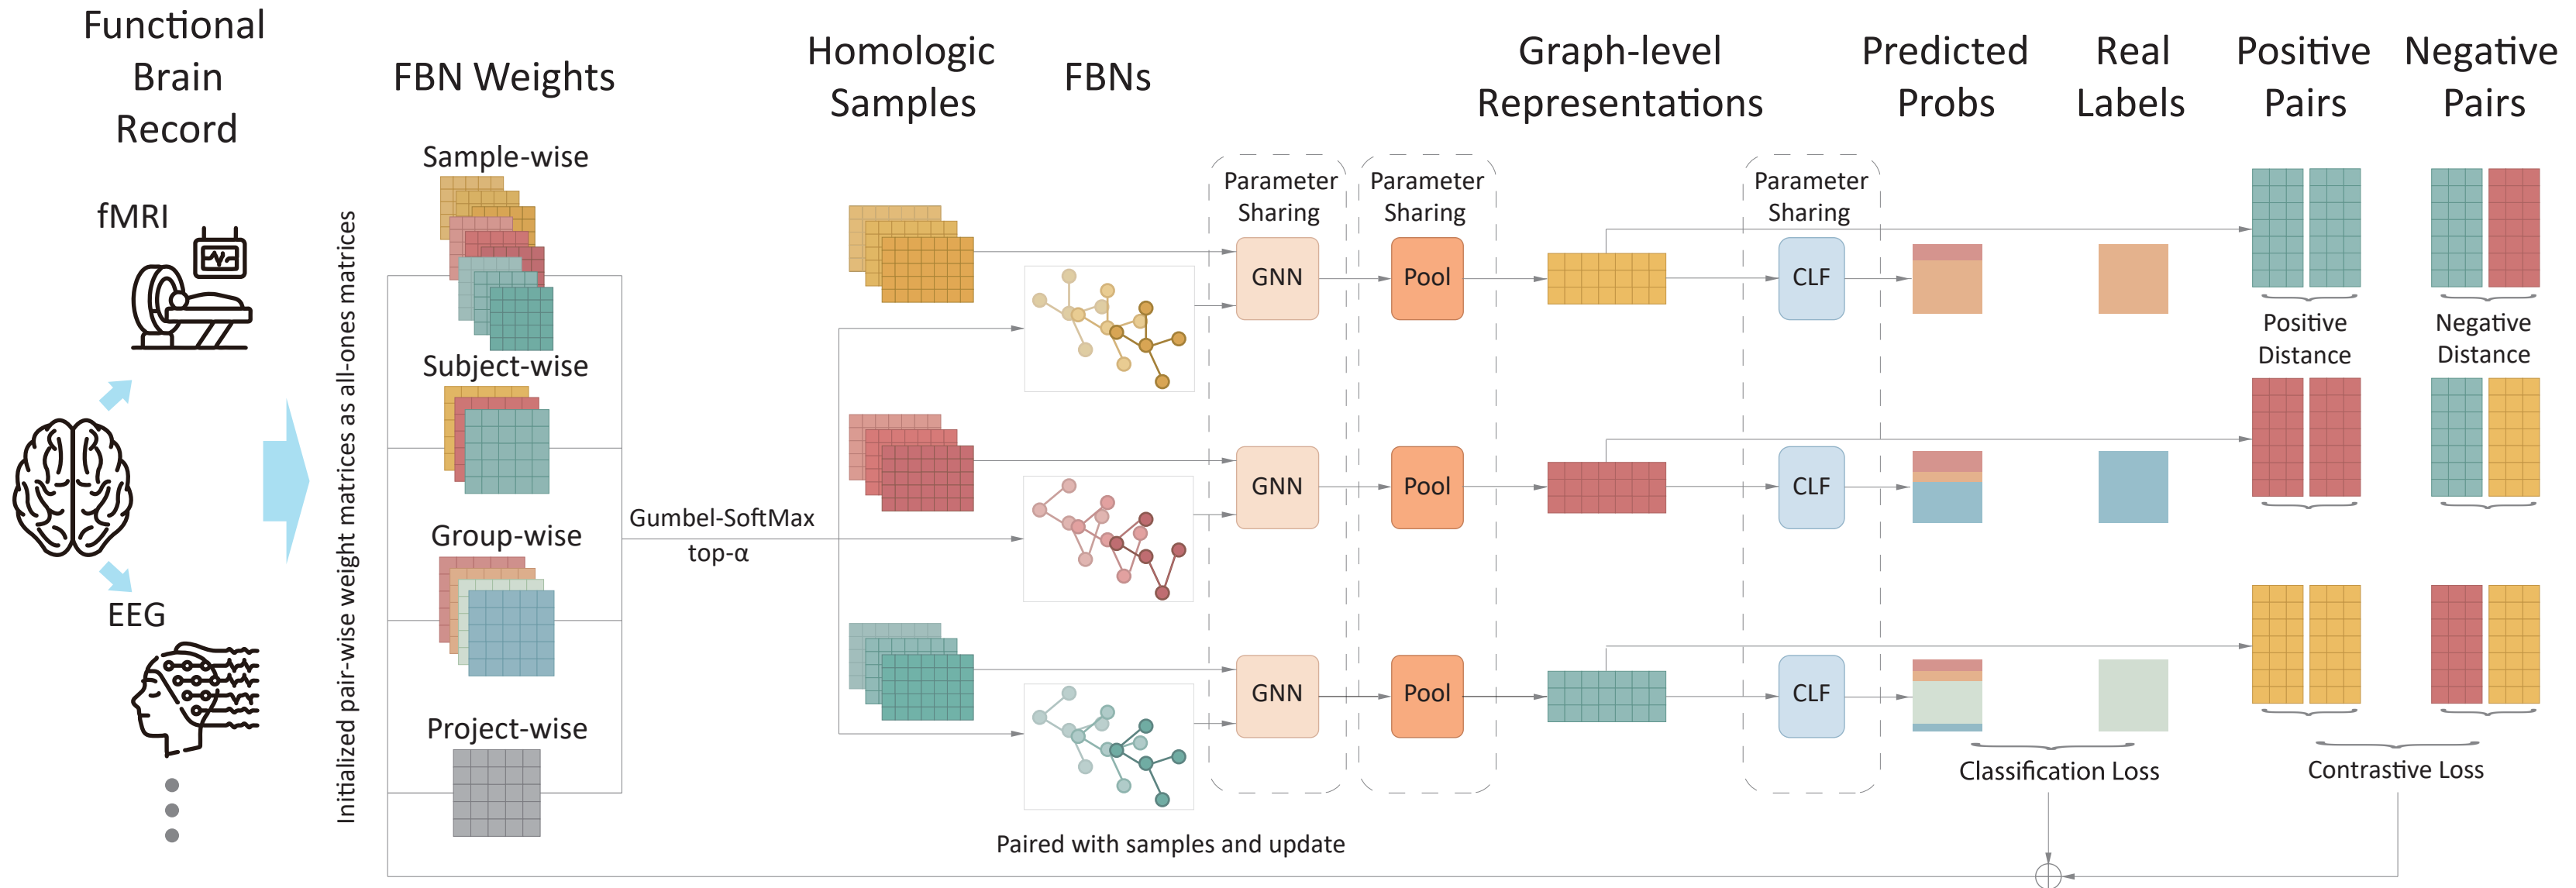 Functional
Brain
Record
FBN Weights
Homologic
Samples
FBNs
Graph-level
Representations
Predicted
Probs
Real
Labels
Positive
Pairs
Negative
Pairs
fMRI
EEG
Initialized pair-wise weight matrices as all-ones matrices
Sample-wise
Subject-wise
Group-wise
Project-wise
Gumbel-SoftMax
top-α
Parameter
Sharing
Parameter
Sharing
Parameter
Sharing
GNN
Pool
CLF
GNN
Pool
CLF
GNN
Pool
CLF
Positive
Distance
Negative
Distance
Classification Loss
Contrastive Loss
Paired with samples and update